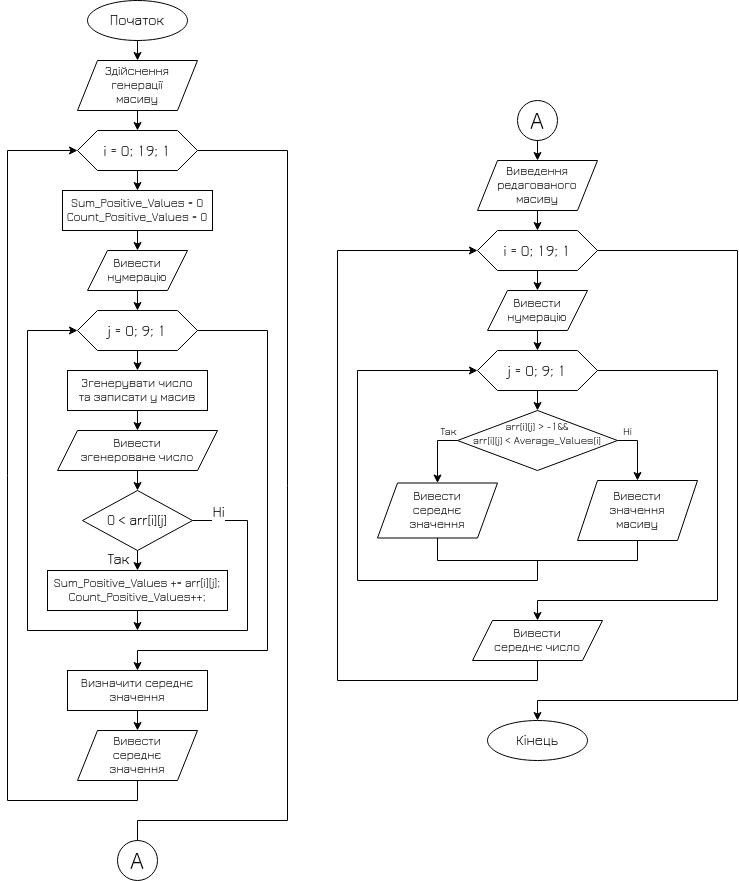 Початок
Здійснення
генерації
масиву
i = 0; 19; 1
Sum_Positive_Values = 0
Count_Positive_Values = 0
Вивести
нумерацію
j = 0; 9; 1
Згенерувати число
та записати у масив
Вивести
згенероване число
0 < arr[i][j]
Ні
Так
Sum_Positive_Values += arr[i][j];
Count_Positive_Values++;
Визначити середнє
значення
Вивести
середнє
значення
A
A
Виведення
редагованого
масиву
i = 0; 19; 1
Вивести
нумерацію
j = 0; 9; 1
arr[i][j] > -1 &&
arr[i][j] < Average_Values[i]
Так
Ні
Вивести
середнє
значення
Вивести
значення
масиву
Вивести
середнє число
Кінець